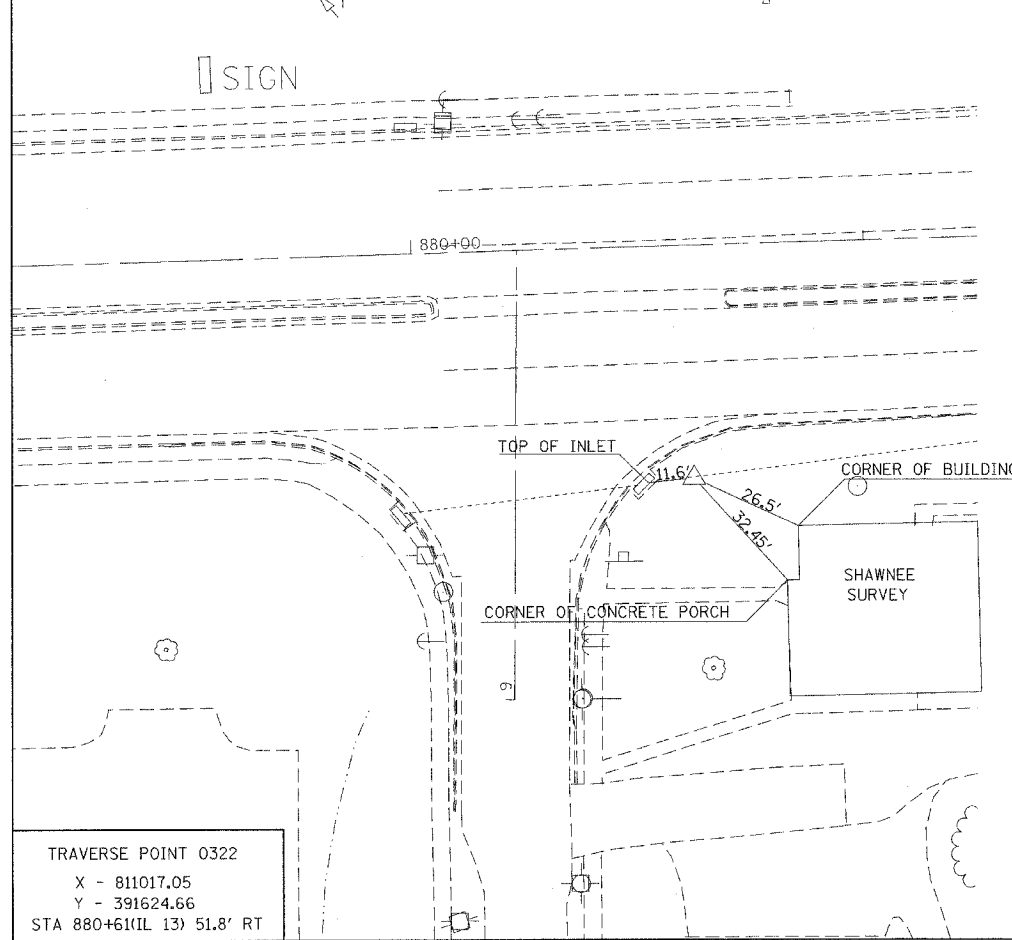 SIGN
880+00
TOP OF INLET
11.6'
26.5'
32.45'
CORNER OF BUILDING
SHAWNEE
SURVEY
CORNER OF CONCRETE PORCH
9
TRAVERSE POINT 0322
X - 811017.05
Y - 391624.66
STA 880+61(IL 13) 51.8' RT